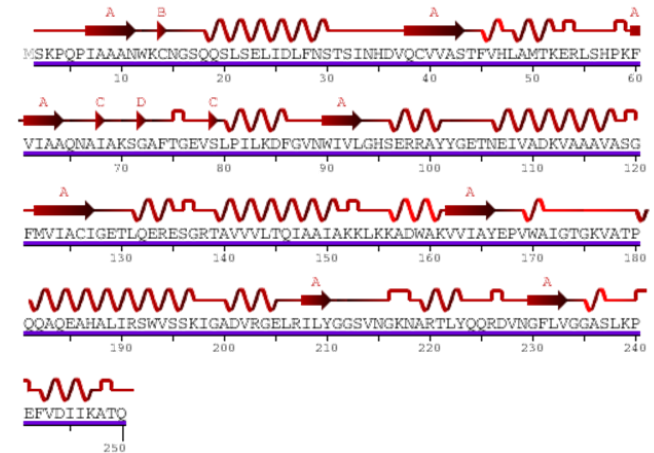 A B A A
MSKPQPIAAANWKCNGSQQSLSELIDLFNSTSINHDVQCVVASTFVHLAMTKERLSHPKF
10 20 30 40 50 60
A C D C A
VIAAQNAIAKSGAFTGEVSLPILKDFGVNWIVLGHSERRAYYGETNEIVADKVAAAVASG
70 80 90 100 110 120
A A
FMVIACIGETLQERESGRTAVVVLTQIAAIAKKLKKADWAKVVIAYEPVWAIGTGKVATP
130 140 150 160 170 180
A A
QQAQEAHALIRSWVSSKIGADVRGELRILYGGSVNGKNARTLYQQRDVNGFLVGGASLKP
190 200 210 220 230 240
EFVDIIKATQ
250